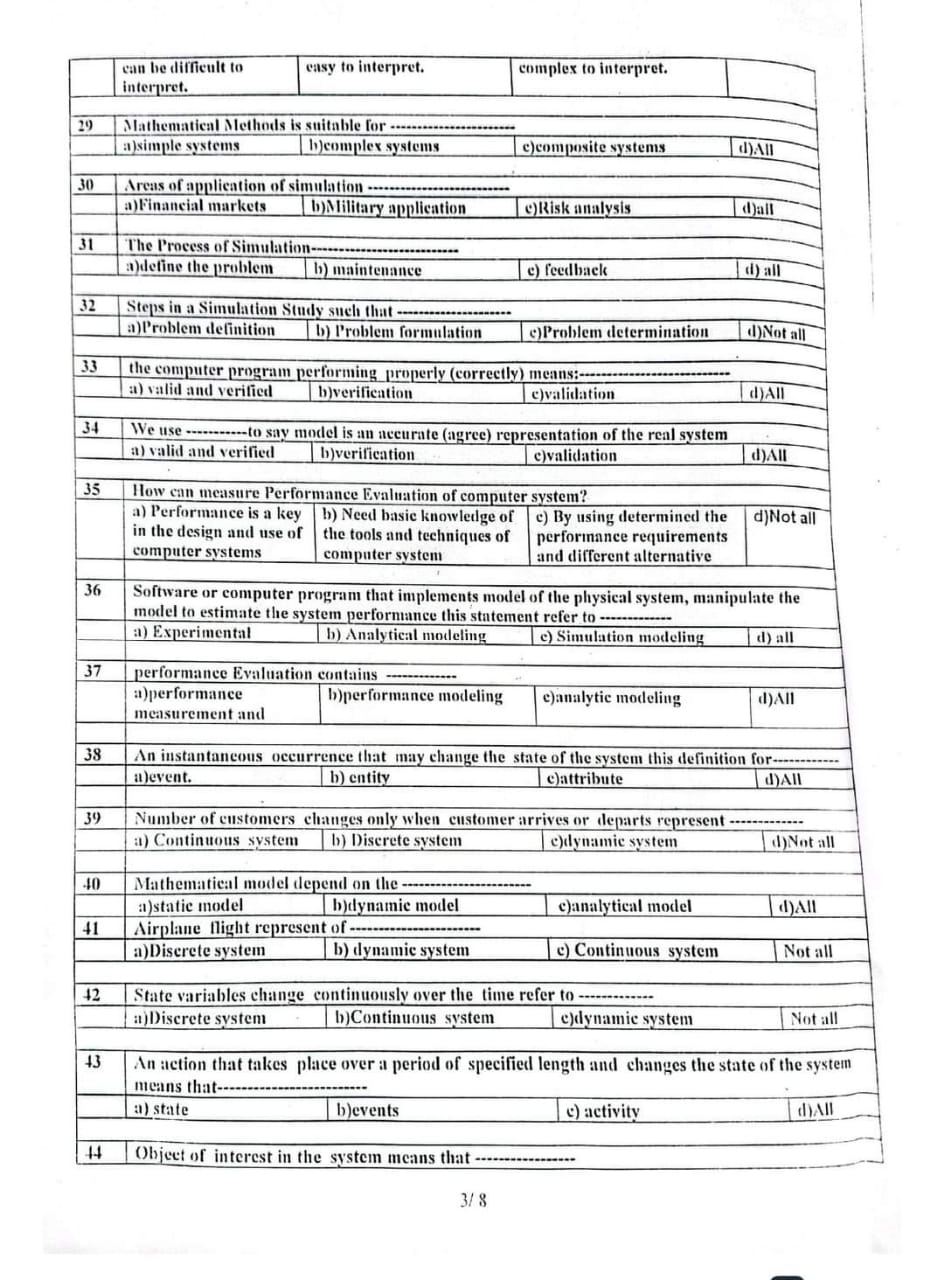 can be difficult to interpret.
easy to interpret.
complex to interpret.
29 Mathematical Methods is suitable for ----------------------
a)simple systems b)complex systems c)composite systems d)All
30 Areas of application of simulation -------------------------
a)Financial markets b)Military application c)Risk analysis d)all
31 The Process of Simulation--------------------------
a)define the problem b) maintenance c) feedback d) all
32 Steps in a Simulation Study such that --------------------
a)Problem definition b) Problem formulation c)Problem determination d)Not all
33 the computer program performing properly (correctly) means:---------------------------
a) valid and verified b)verification c)validation d)All
34 We use -----------to say model is an accurate (agree) representation of the real system
a) valid and verified b)verification c)validation d)All
35 How can measure Performance Evaluation of computer system?
a) Performance is a key in the design and use of computer systems
b) Need basic knowledge of the tools and techniques of computer system
c) By using determined the performance requirements and different alternative
d)Not all
36 Software or computer program that implements model of the physical system, manipulate the
model to estimate the system performance this statement refer to -------------
a) Experimental b) Analytical modeling c) Simulation modeling d) all
37 performance Evaluation contains -------------
a)performance measurement and
b)performance modeling c)analytic modeling d)All
38 An instantaneous occurrence that may change the state of the system this definition for------------
a)event. b) entity c)attribute d)All
39 Number of customers changes only when customer arrives or departs represent -------------
a) Continuous system b) Discrete system c)dynamic system d)Not all
40 Mathematical model depend on the -----------------------
a)static model b)dynamic model c)analytical model d)All
41 Airplane flight represent of -----------------------
a)Discrete system b) dynamic system c) Continuous system Not all
42 State variables change continuously over the time refer to -------------
a)Discrete system b)Continuous system c)dynamic system Not all
43 An action that takes place over a period of specified length and changes the state of the system
means that--------------------------
a) state b)events c) activity d)All
44 Object of interest in the system means that ------------------
3/ 8